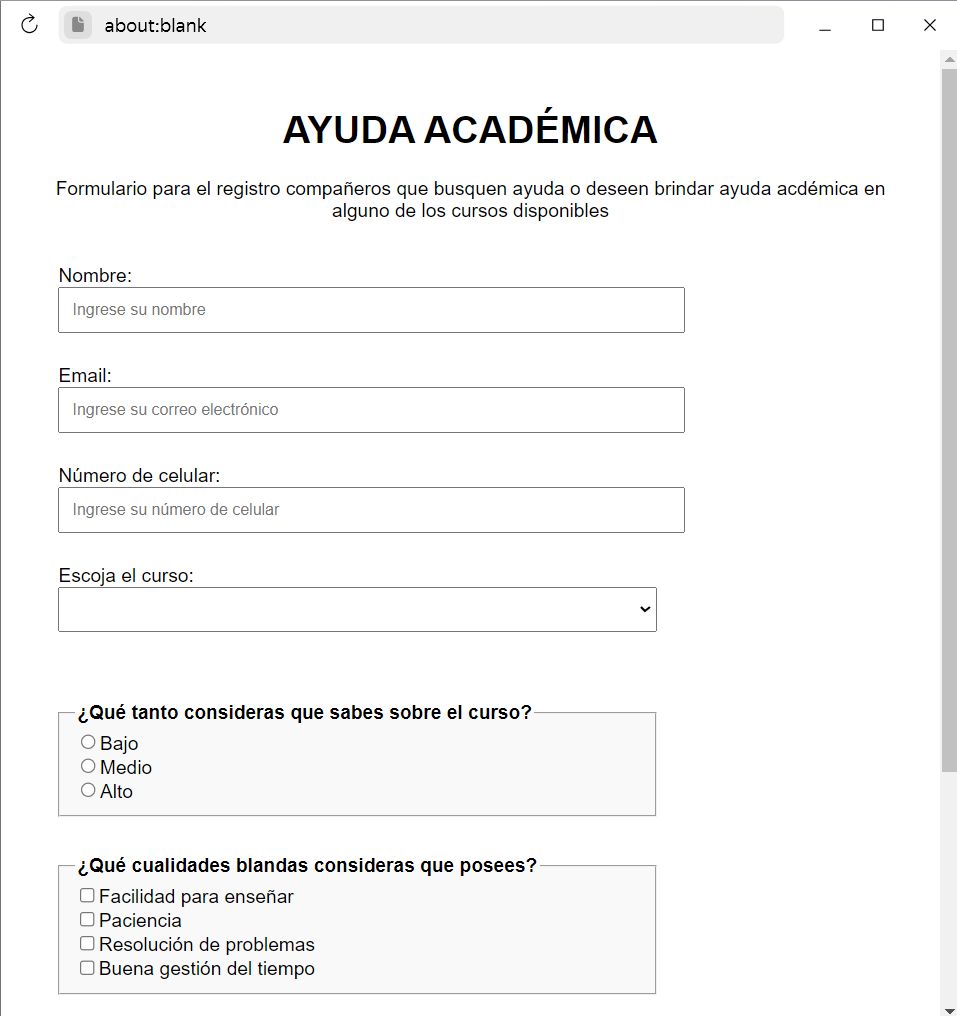 about:blank
AYUDA ACADÉMICA
Formulario para el registro compañeros que busquen ayuda o deseen brindar ayuda acdémica en
alguno de los cursos disponibles
Nombre:
Ingrese su nombre
Email:
Ingrese su correo electrónico
Número de celular:
Ingrese su número de celular
Escoja el curso:
¿Qué tanto consideras que sabes sobre el curso?
Bajo
Medio
Alto
¿Qué cualidades blandas consideras que posees?
Facilidad para enseñar
Paciencia
Resolución de problemas
Buena gestión del tiempo